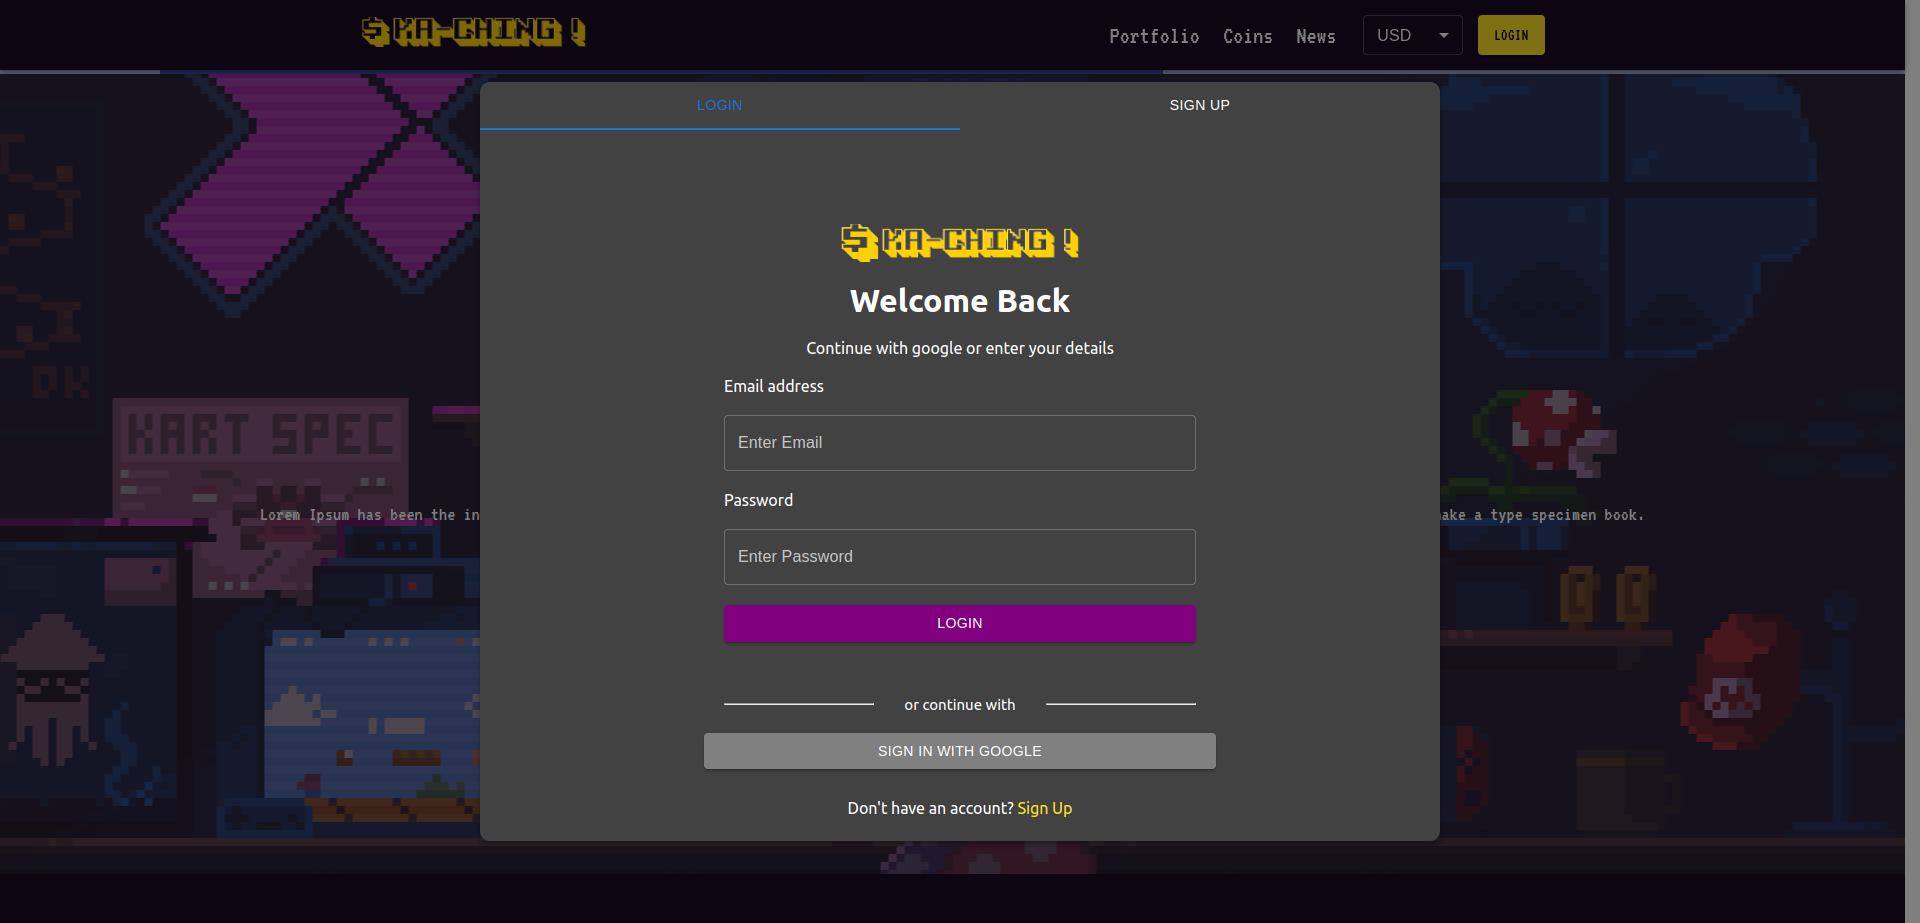 $ KA-CHING !
Portfolio Coins News USD LOGIN
LOGIN SIGN UP
$ KA-CHING !
Welcome Back
Continue with google or enter your details
Email address
Enter Email
Password
Enter Password
LOGIN
or continue with
SIGN IN WITH GOOGLE
Don't have an account? Sign Up
DK
KART SPEC
Lorem Ipsum has been the in
ake a type specimen book.